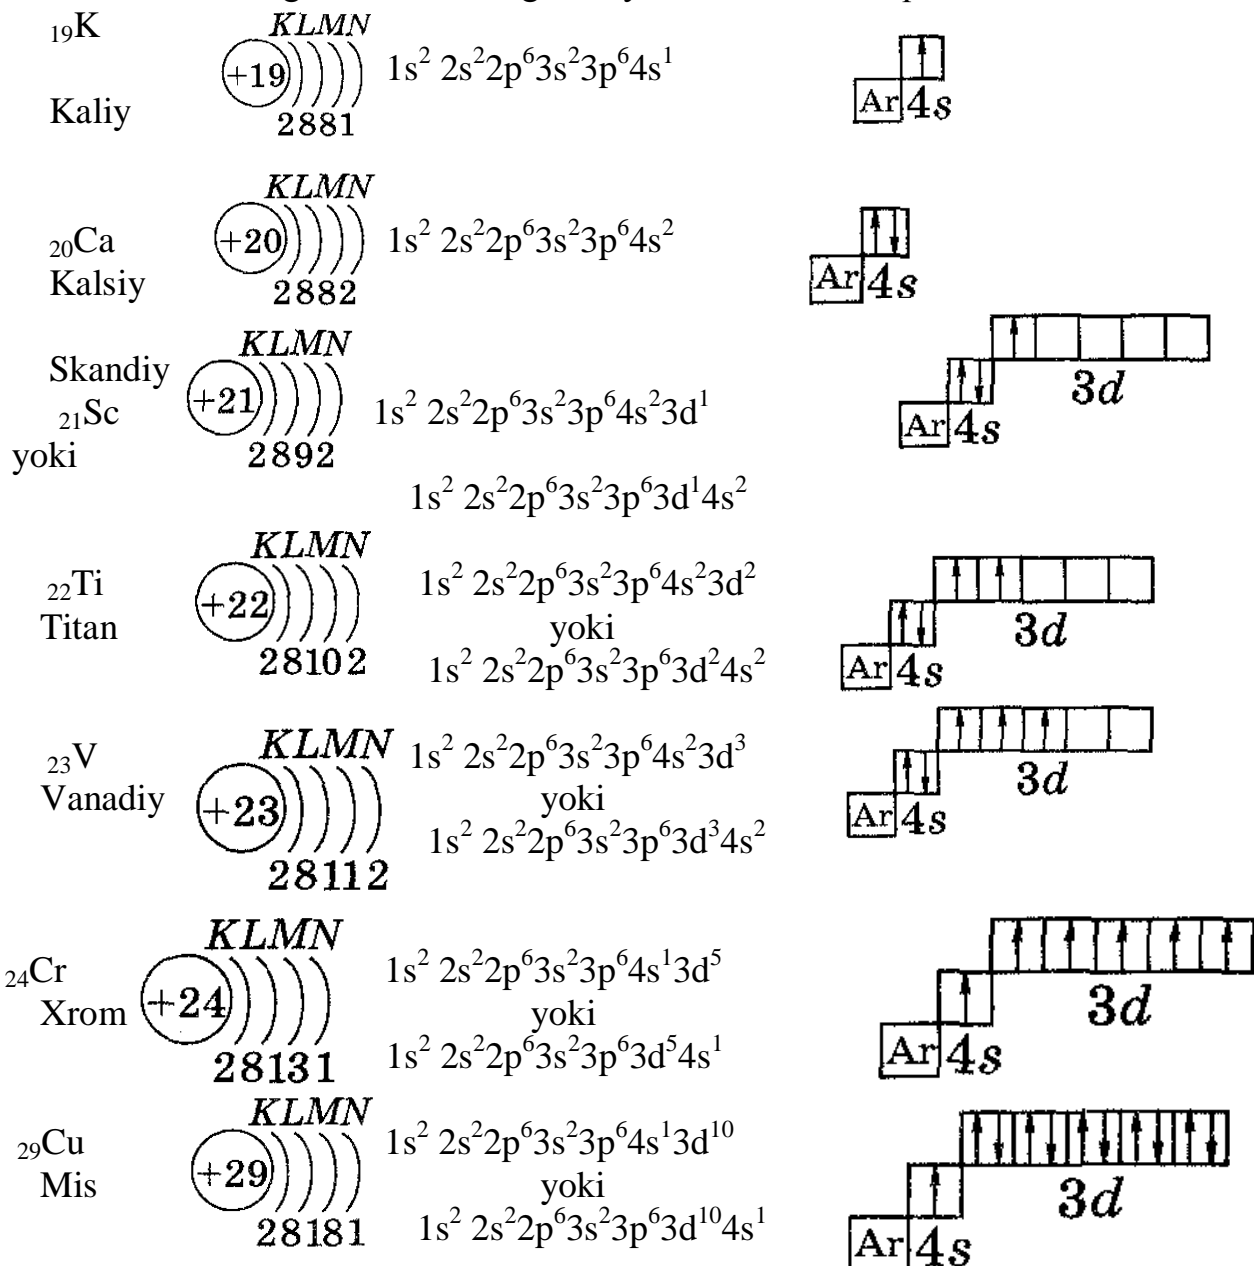 ₁₉K
KLMN
+19
1s² 2s²2p⁶3s²3p⁶4s¹
Ar 4s
Kaliy
2881
KLMN
₂₀Ca
+20
1s² 2s²2p⁶3s²3p⁶4s²
Ar 4s
Kalsiy
2882
KLMN
Skandiy
+21
3d
₂₁Sc
1s² 2s²2p⁶3s²3p⁶4s²3d¹
Ar 4s
yoki
2892
1s² 2s²2p⁶3s²3p⁶3d¹4s²
KLMN
₂₂Ti
+22
1s² 2s²2p⁶3s²3p⁶4s²3d²
Titan
yoki
3d
28102
1s² 2s²2p⁶3s²3p⁶3d²4s²
Ar 4s
KLMN
₂₃V
1s² 2s²2p⁶3s²3p⁶4s²3d³
3d
Vanadiy
+23
yoki
1s² 2s²2p⁶3s²3p⁶3d³4s²
Ar 4s
28112
KLMN
₂₄Cr
+24
1s² 2s²2p⁶3s²3p⁶4s¹3d⁵
Xrom
yoki
3d
28131
1s² 2s²2p⁶3s²3p⁶3d⁵4s¹
Ar 4s
KLMN
₂₉Cu
+29
1s² 2s²2p⁶3s²3p⁶4s¹3d¹⁰
Mis
yoki
3d
28181
1s² 2s²2p⁶3s²3p⁶3d¹⁰4s¹
Ar 4s